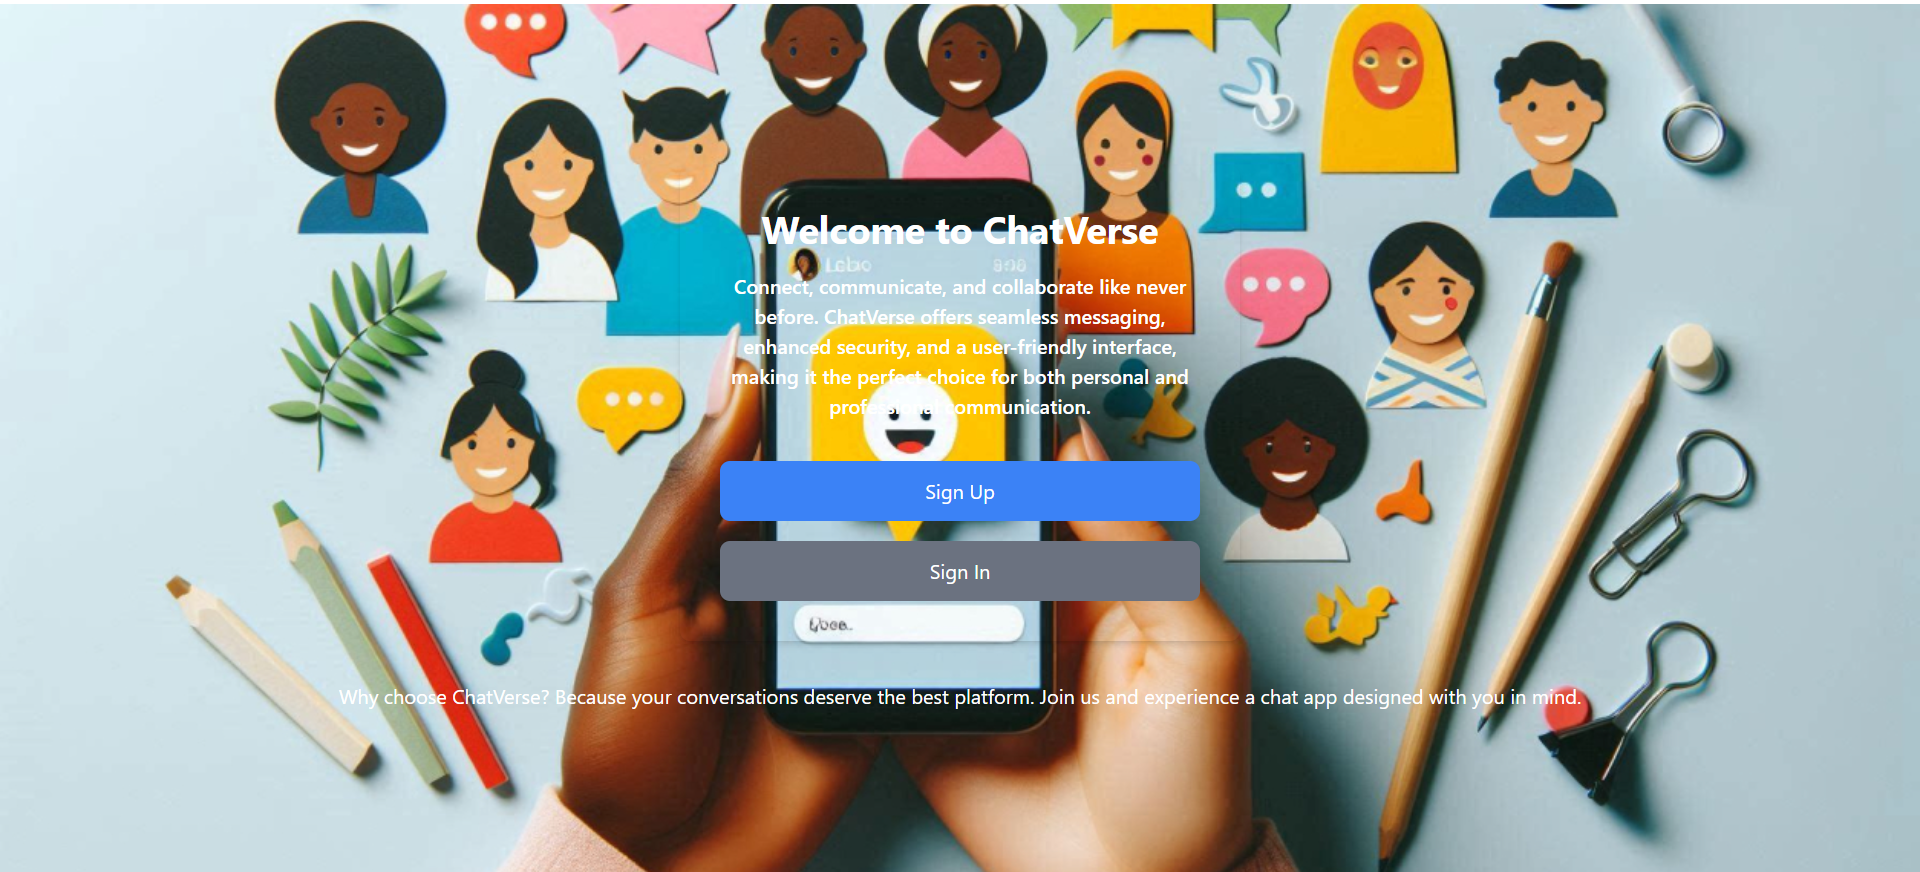 Welcome to ChatVerse
Connect, communicate, and collaborate like never
before. ChatVerse offers seamless messaging,
enhanced security, and a user-friendly interface,
making it the perfect choice for both personal and
professional communication.
Sign Up
Sign In
Why choose ChatVerse? Because your conversations deserve the best platform. Join us and experience a chat app designed with you in mind.